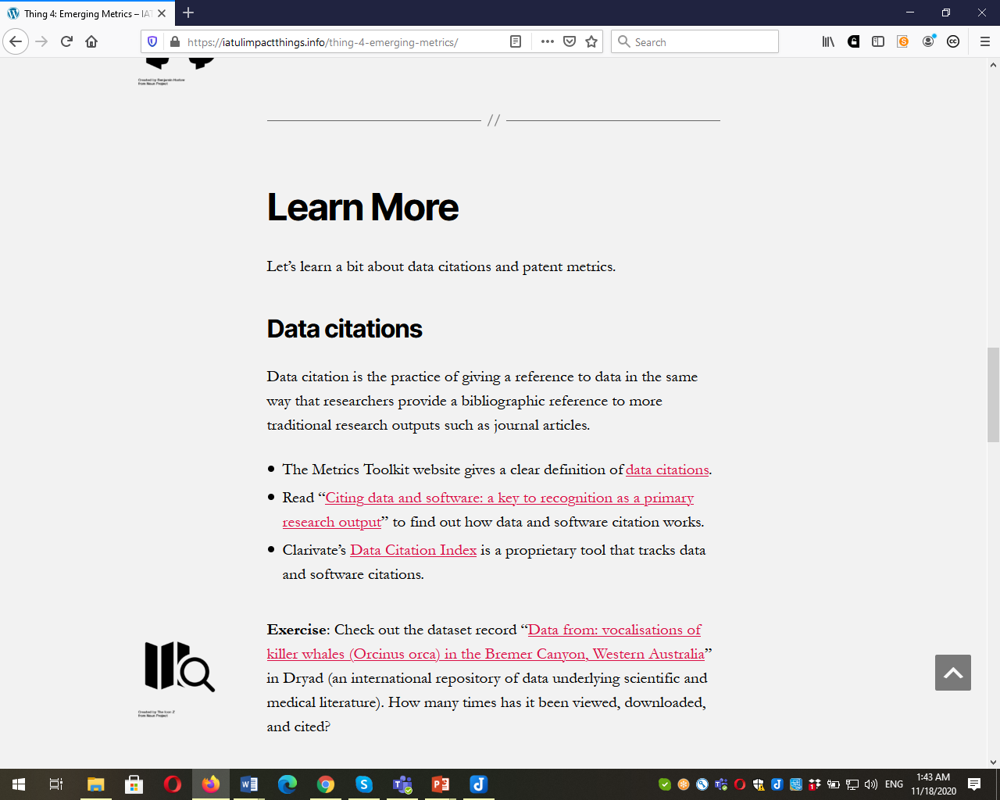 Thing 4: Emerging Metrics – IAT
https://iatulimpactthings.info/thing-4-emerging-metrics/
Search
Created by Benjamin Harlow
from Noun Project
//
Learn More
Let’s learn a bit about data citations and patent metrics.
Data citations
Data citation is the practice of giving a reference to data in the same
way that researchers provide a bibliographic reference to more
traditional research outputs such as journal articles.
• The Metrics Toolkit website gives a clear definition of data citations.
• Read “Citing data and software: a key to recognition as a primary
research output” to find out how data and software citation works.
• Clarivate’s Data Citation Index is a proprietary tool that tracks data
and software citations.
Exercise: Check out the dataset record “Data from: vocalisations of
killer whales (Orcinus orca) in the Bremer Canyon, Western Australia”
in Dryad (an international repository of data underlying scientific and
medical literature). How many times has it been viewed, downloaded,
and cited?
Created by The Icon Z
from Noun Project
ENG
1:43 AM
11/18/2020